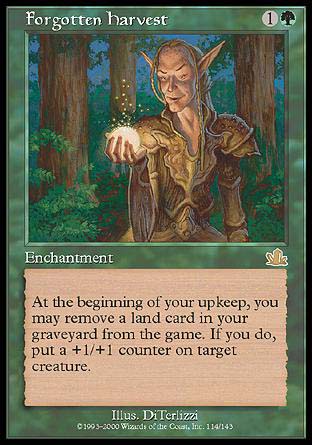 Forgotten Harvest 1
Enchantment
At the beginning of your upkeep, you
may remove a land card in your
graveyard from the game. If you do,
put a +1/+1 counter on target
creature.
Illus. DiTerlizzi
©1993-2000 Wizards of the Coast, Inc. 114/143